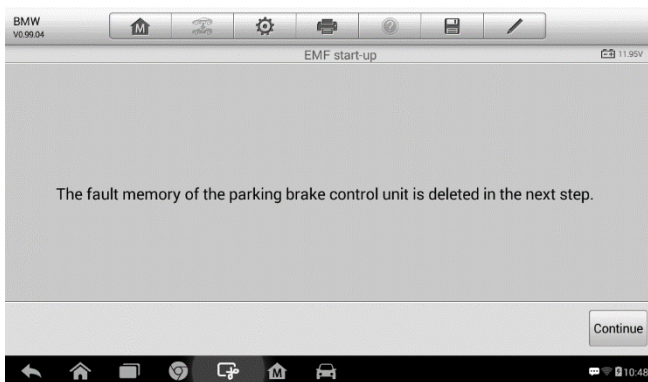 BMW
V0.99.04
M
?
EMF start-up
11.95V
The fault memory of the parking brake control unit is deleted in the next step.
Continue
M
10:48